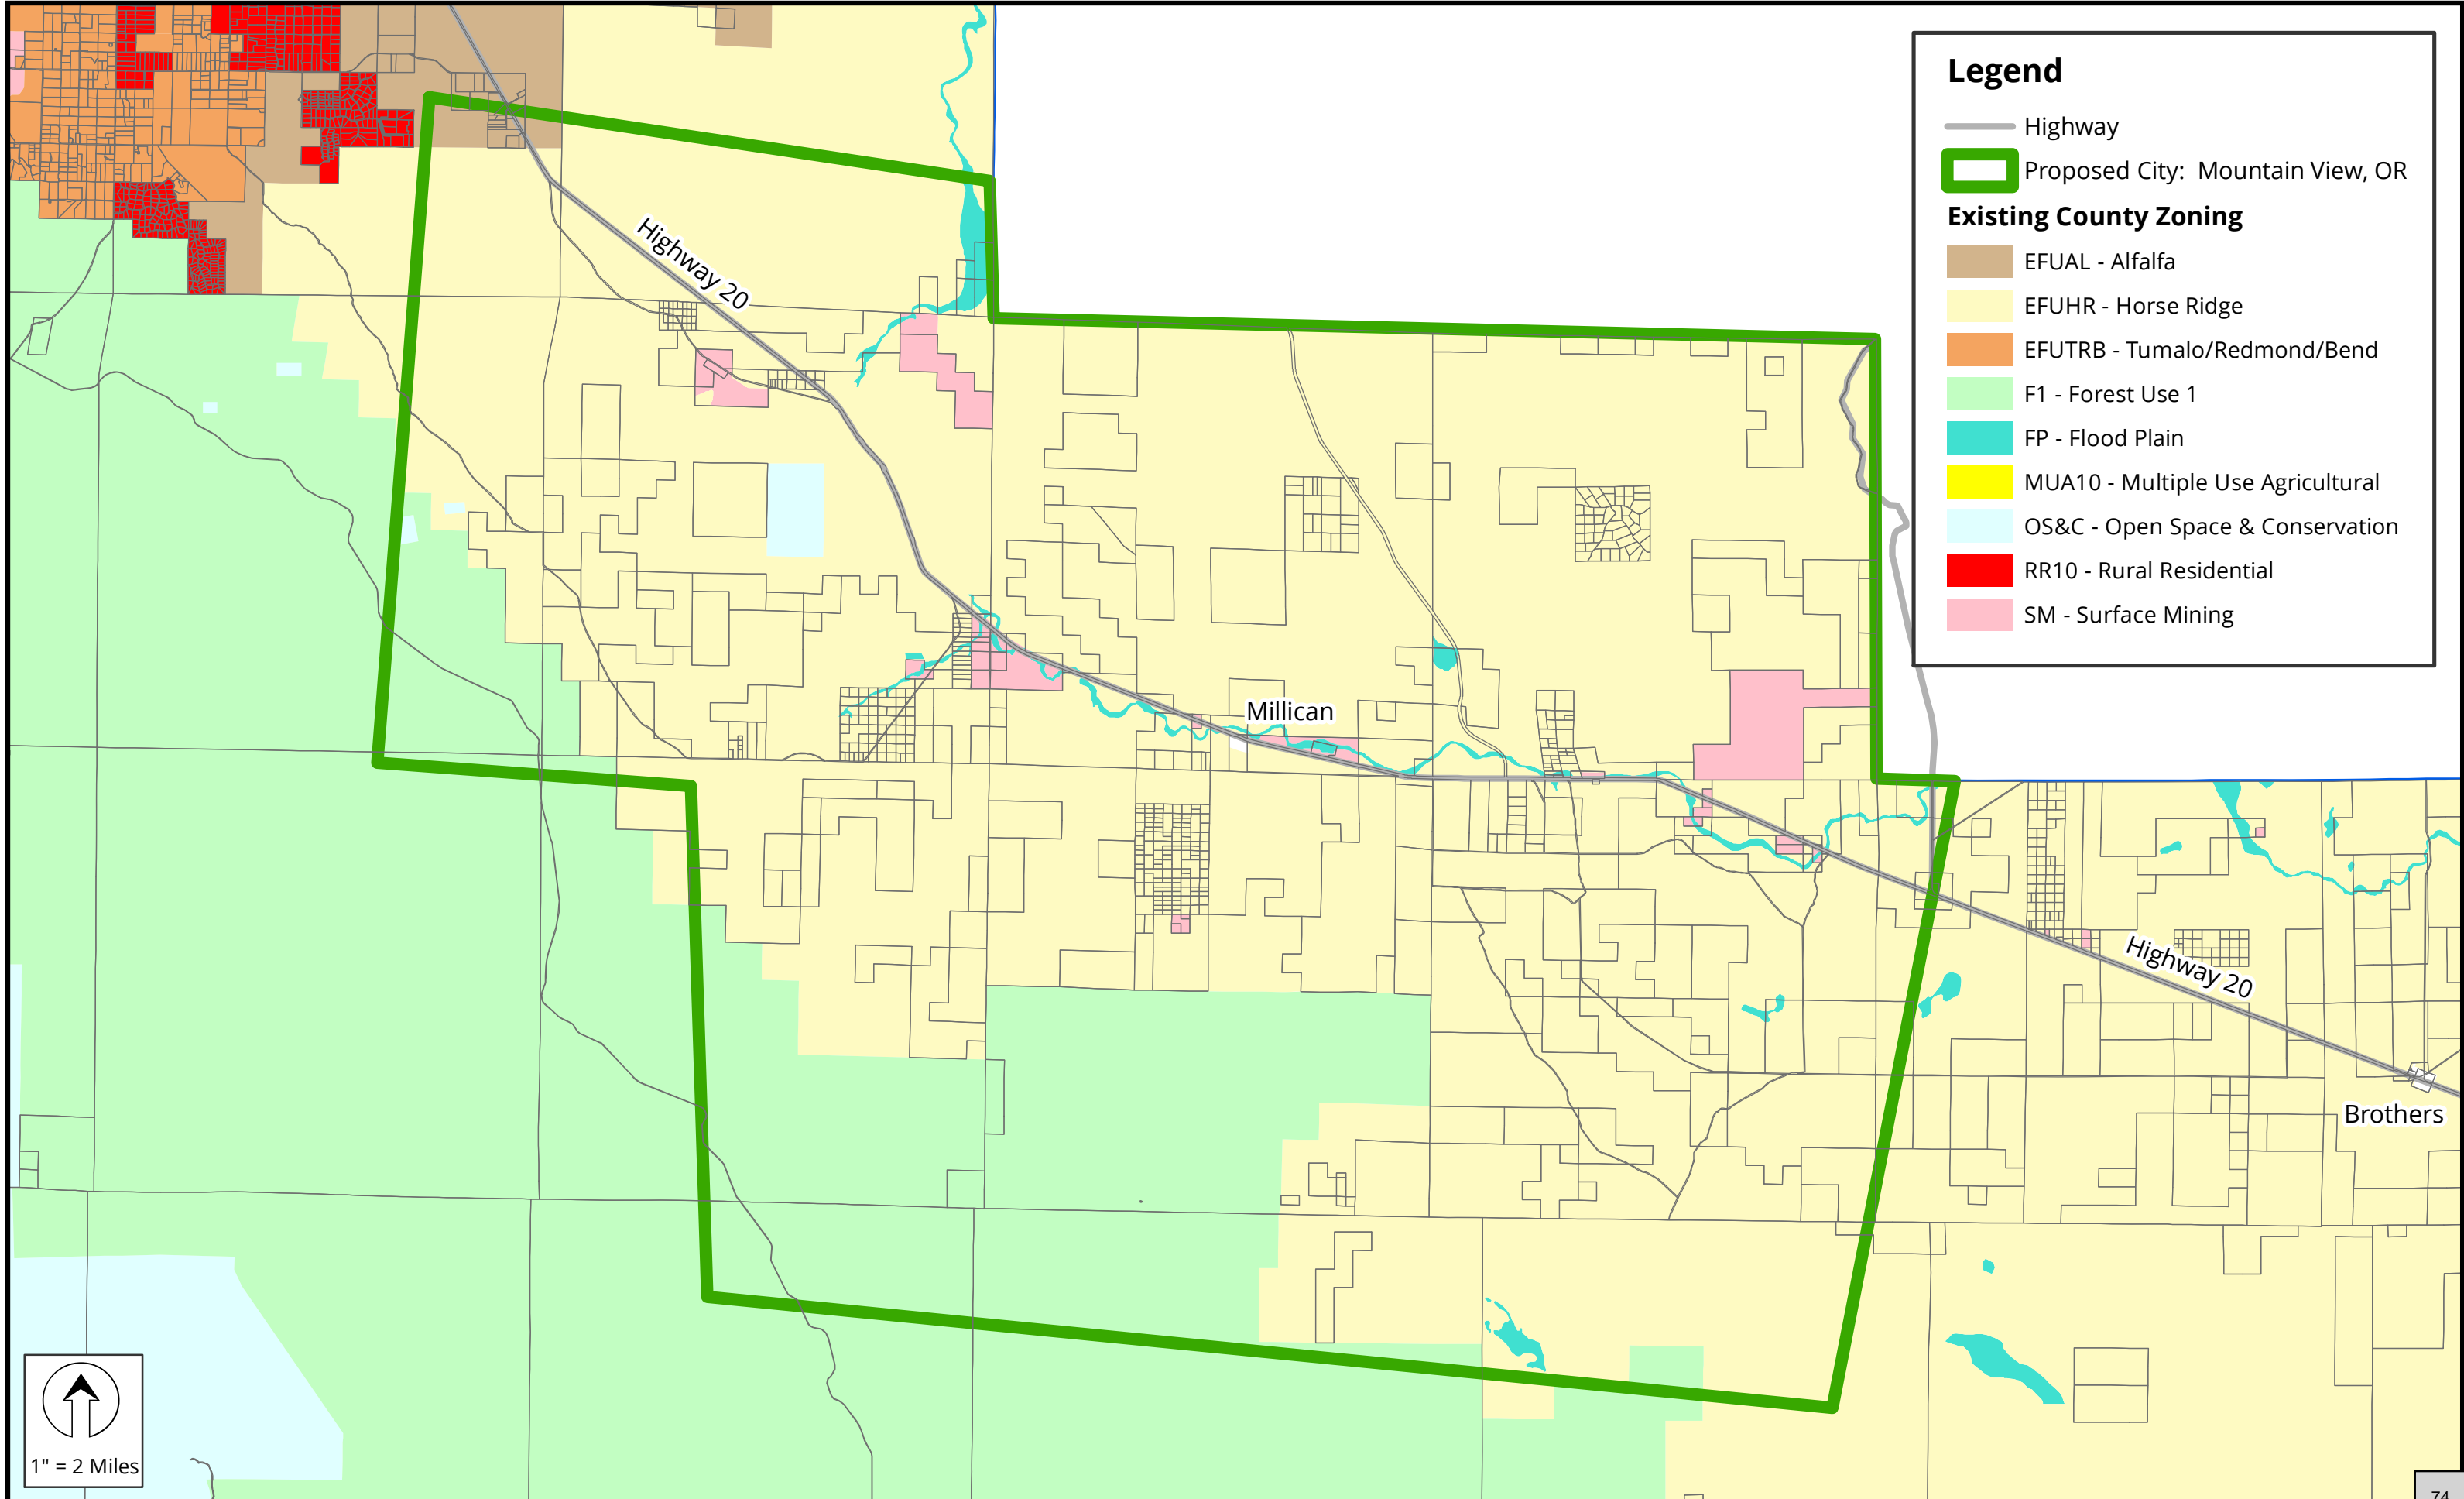 Legend
Highway
Proposed City:  Mountain View, OR
Existing County Zoning
EFUAL - Alfalfa
EFUHR - Horse Ridge
EFUTRB - Tumalo/Redmond/Bend
F1 - Forest Use 1
FP - Flood Plain
MUA10 - Multiple Use Agricultural
OS&C - Open Space & Conservation
RR10 - Rural Residential
SM - Surface Mining
Highway 20
Millican
Highway 20
Brothers
1" = 2 Miles
74